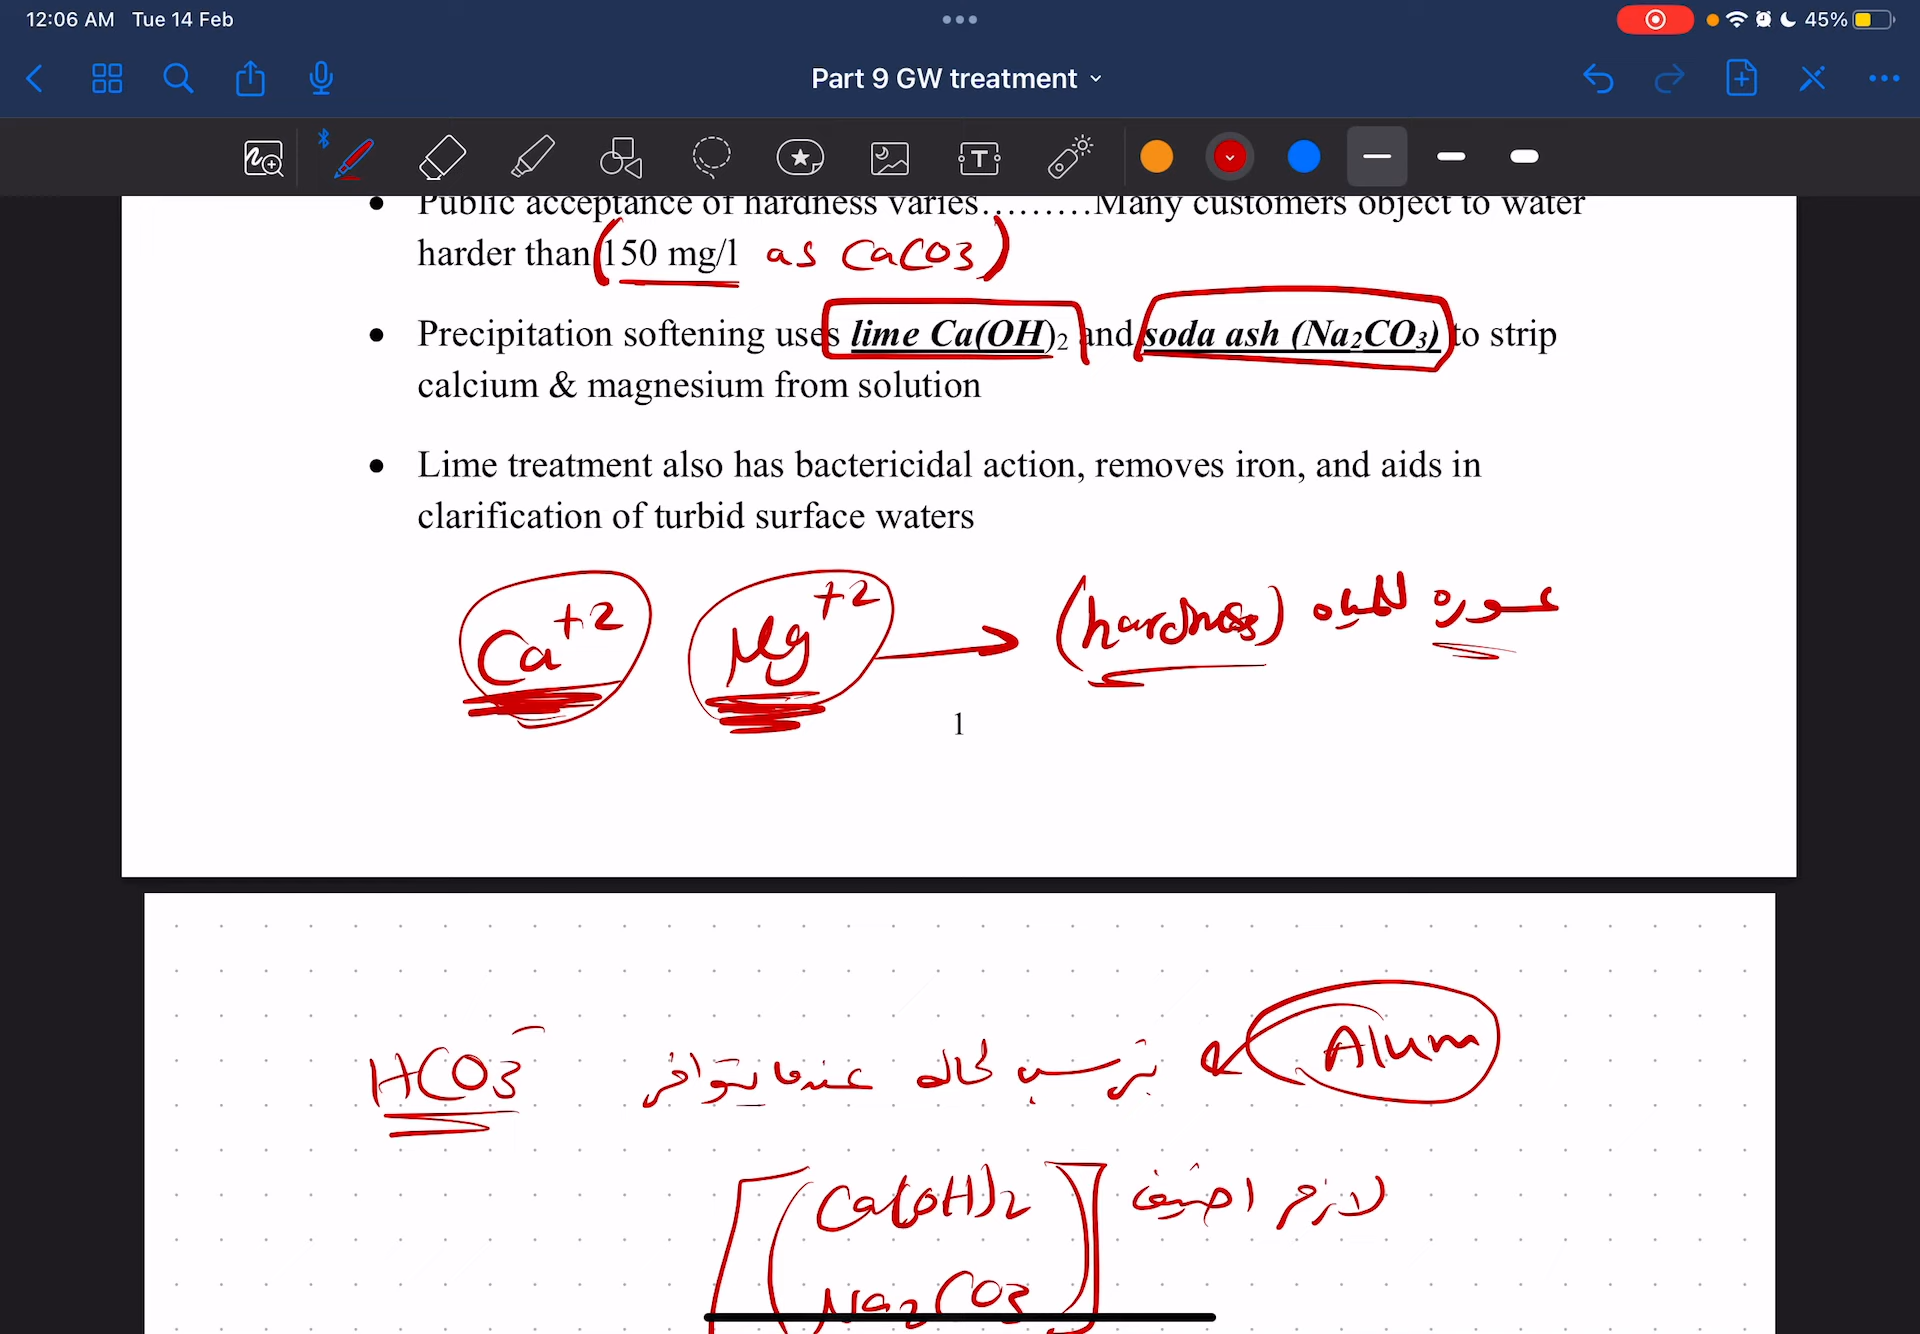 12:06 AM Tue 14 Feb
45%
Part 9 GW treatment
T
• Public acceptance of hardness varies………Many customers object to water
harder than (150 mg/l as CaCO3)
• Precipitation softening uses lime Ca(OH)₂ and soda ash (Na₂CO₃) to strip
calcium & magnesium from solution
• Lime treatment also has bactericidal action, removes iron, and aids in
clarification of turbid surface waters
Ca+2 Mg+2 → (hardness) عسوره المياه
1
Alum يترسب لحاله عندما يتوافر HCO3⁻
لازم اضيف [(Ca(OH)2
Na2CO3)]